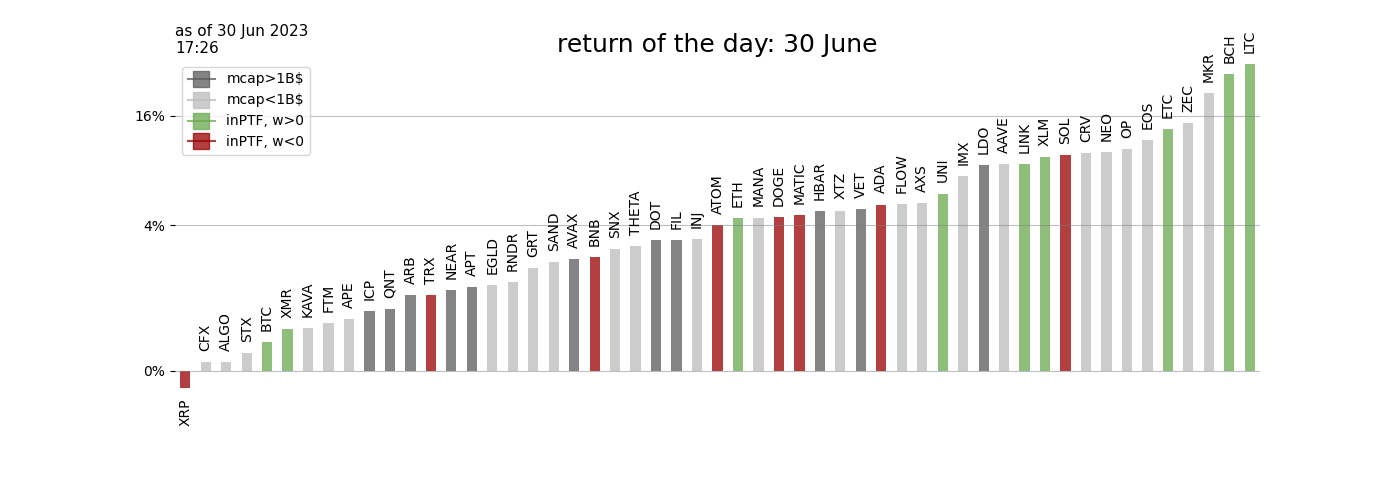 as of 30 Jun 2023
17:26
return of the day: 30 June
mcap>1B$
mcap<1B$
inPTF, w>0
inPTF, w<0
16%
4%
0%
XRP
CFX
ALGO
STX
BTC
XMR
KAVA
FTM
APE
ICP
QNT
ARB
TRX
NEAR
APT
EGLD
RNDR
GRT
SAND
AVAX
BNB
SNX
THETA
DOT
FIL
INJ
ATOM
ETH
MANA
DOGE
MATIC
HBAR
XTZ
VET
ADA
FLOW
AXS
UNI
IMX
LDO
AAVE
LINK
XLM
SOL
CRV
NEO
OP
EOS
ETC
ZEC
MKR
BCH
LTC